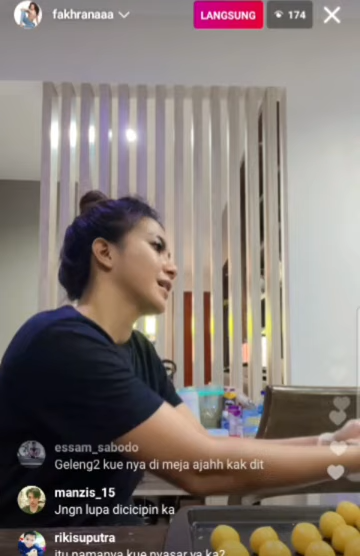 fakhranaaa
LANGSUNG
174
essam_sabodo
Geleng2 kue nya di meja ajahh kak dit
manzis_15
Jngn lupa dicicipin ka
rikisuputra
itu namanya kue nyasar ya ka?